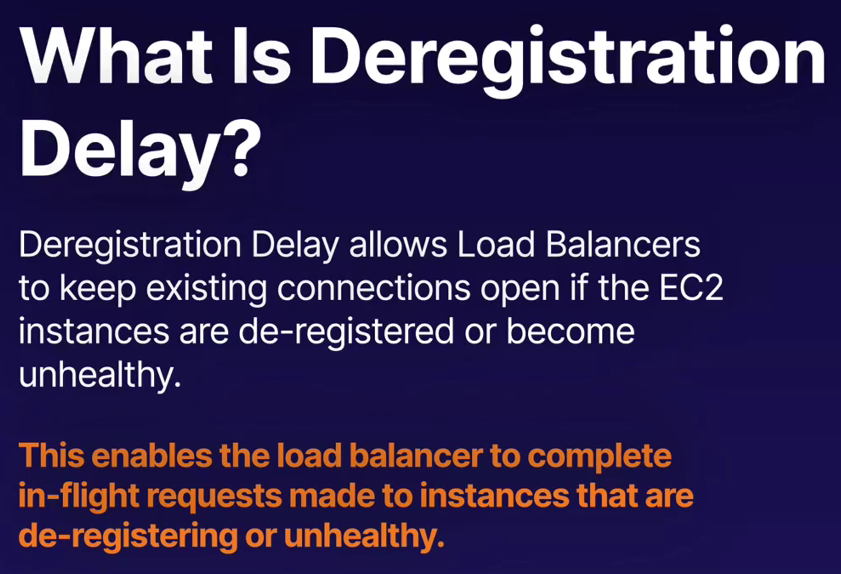 What Is Deregistration
Delay?
Deregistration Delay allows Load Balancers
to keep existing connections open if the EC2
instances are de-registered or become
unhealthy.
This enables the load balancer to complete
in-flight requests made to instances that are
de-registering or unhealthy.